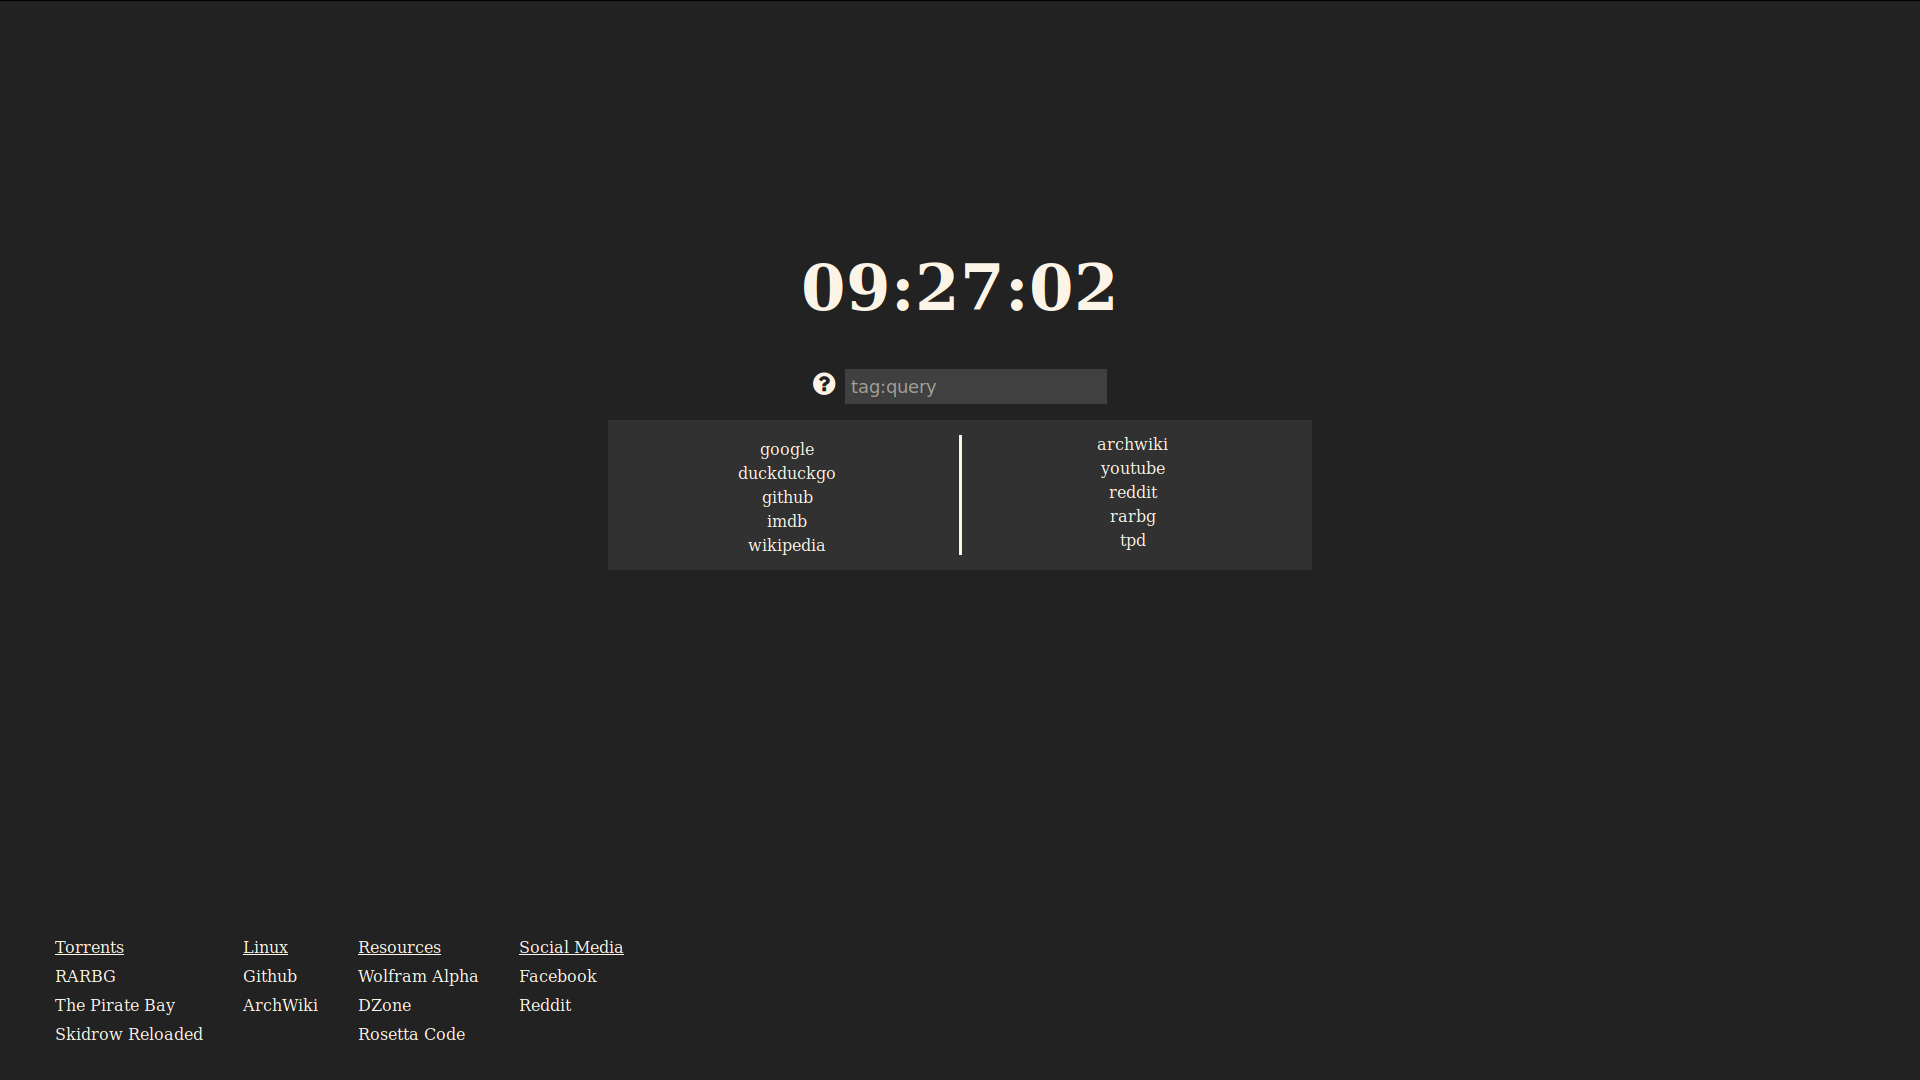 09:27:02
tag:query
google
duckduckgo
github
imdb
wikipedia
archwiki
youtube
reddit
rarbg
tpd
Torrents
RARBG
The Pirate Bay
Skidrow Reloaded
Linux
Github
ArchWiki
Resources
Wolfram Alpha
DZone
Rosetta Code
Social Media
Facebook
Reddit